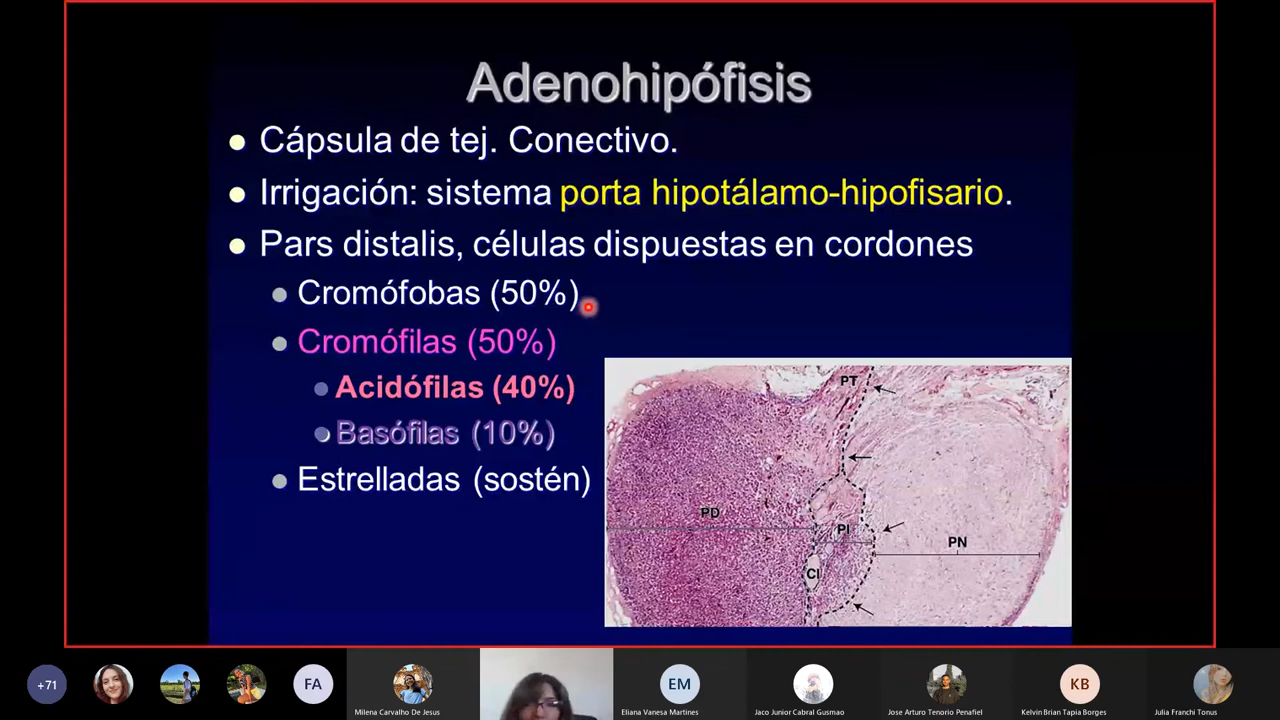 Adenohipófisis
Cápsula de tej. Conectivo.
Irrigación: sistema porta hipotálamo-hipofisario.
Pars distalis, células dispuestas en cordones
Cromófobas (50%)
Cromófilas (50%)
Acidófilas (40%)
Basófilas (10%)
Estrelladas (sostén)
PT
PD
PI
PN
CI
+71
FA
EM
KB
Milena Carvalho De Jesus
Eliana Vanesa Martines
Jaco Junior Cabral Gusmao
Jose Arturo Tenorio Penafiel
Kelvin Brian Tapia Borges
Julia Franchi Tonus